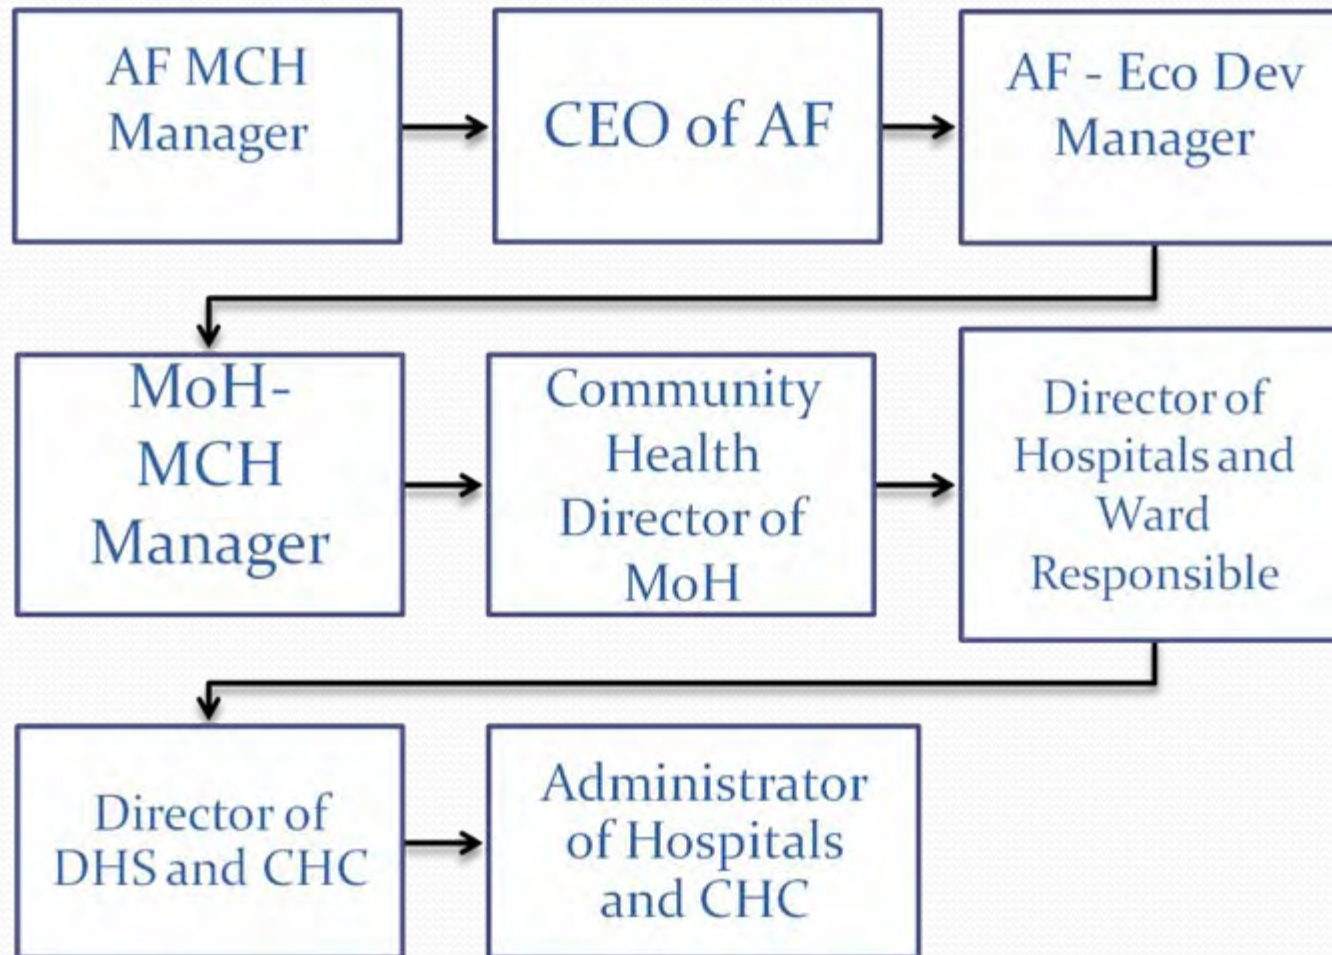 AF MCH
Manager
CEO of AF
AF - Eco Dev
Manager
MoH-
MCH
Manager
Community
Health
Director of
MoH
Director of
Hospitals and
Ward
Responsible
Director of
DHS and CHC
Administrator
of Hospitals
and CHC